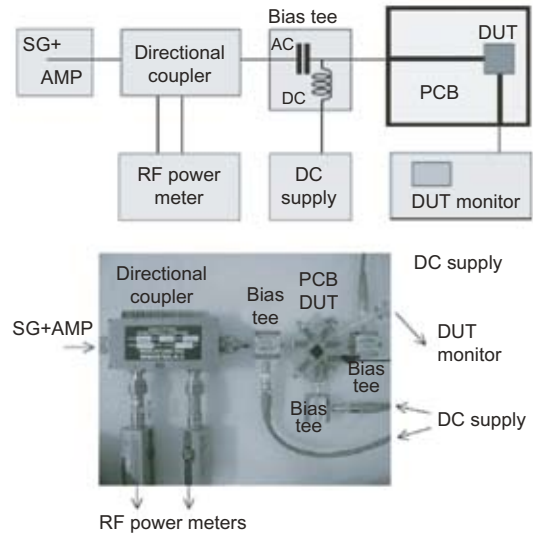 Bias tee
SG+
AMP
Directional
coupler
AC
DC
DUT
PCB
RF power
meter
DC
supply
DUT monitor
Directional
coupler
Bias
tee
PCB
DUT
DC supply
SG+AMP
DUT
monitor
Bias
tee
Bias
tee
DC supply
RF power meters